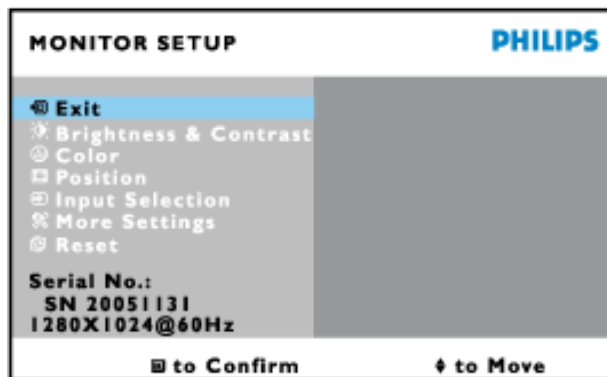 MONITOR SETUP
PHILIPS
Exit
Brightness & Contrast
Color
Position
Input Selection
More Settings
Reset
Serial No.:
SN 20051131
1280X1024@60Hz
to Confirm
to Move